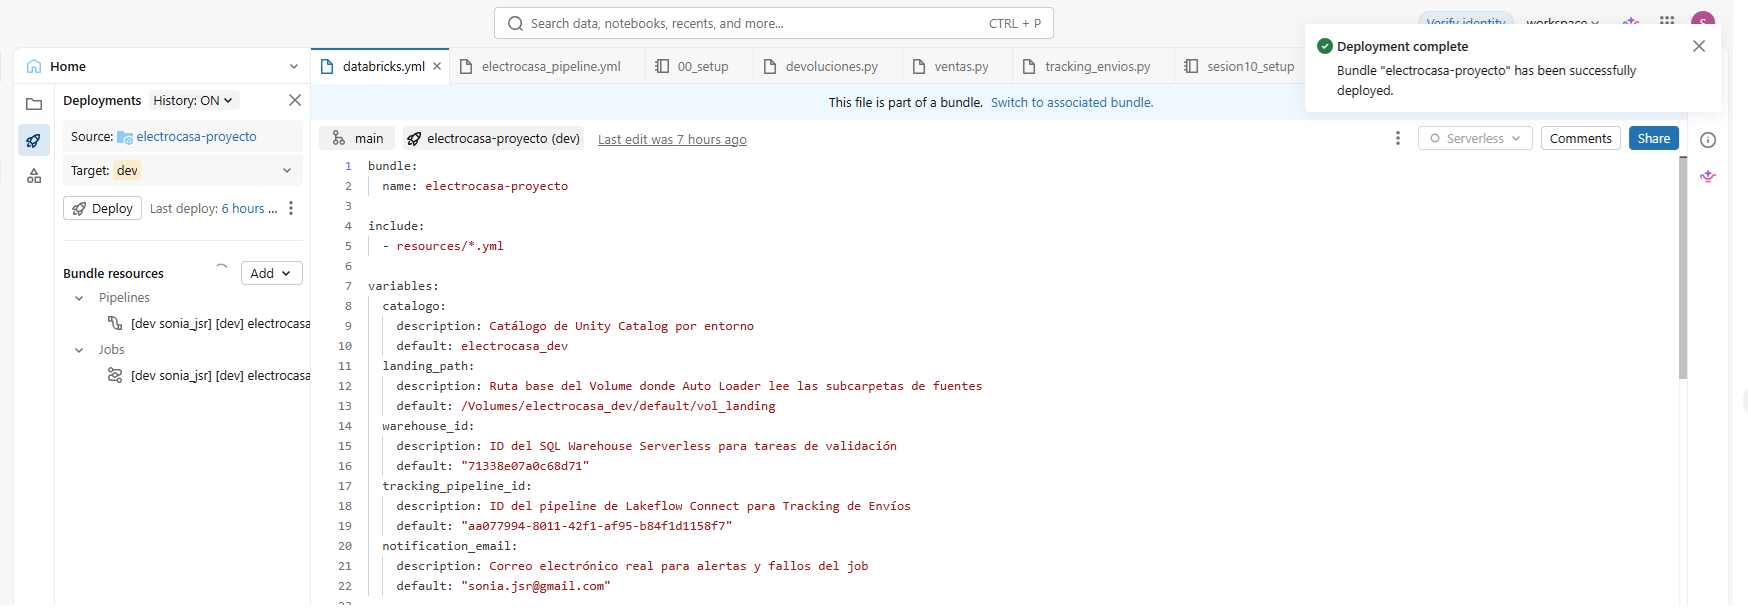 Search data, notebooks, recents, and more...
CTRL + P
Verify identity
workspace
S
Deployment complete
Bundle "electrocasa-proyecto" has been successfully
deployed.
Home
databricks.yml
electrocasa_pipeline.yml
00_setup
devoluciones.py
ventas.py
tracking_envios.py
sesion10_setup
Deployments
History: ON
This file is part of a bundle. Switch to associated bundle.
Source: electrocasa-proyecto
Target: dev
Deploy
Last deploy: 6 hours ...
Bundle resources
Add
Pipelines
[dev sonia_jsr] [dev] electrocasa
Jobs
[dev sonia_jsr] [dev] electrocasa
main
electrocasa-proyecto (dev)
Last edit was 7 hours ago
Serverless
Comments
Share
1 bundle:
2 name: electrocasa-proyecto
3
4 include:
5 - resources/*.yml
6
7 variables:
8 catalogo:
9 description: Catálogo de Unity Catalog por entorno
10 default: electrocasa_dev
11 landing_path:
12 description: Ruta base del Volume donde Auto Loader lee las subcarpetas de fuentes
13 default: /Volumes/electrocasa_dev/default/vol_landing
14 warehouse_id:
15 description: ID del SQL Warehouse Serverless para tareas de validación
16 default: "71338e07a0c68d71"
17 tracking_pipeline_id:
18 description: ID del pipeline de Lakeflow Connect para Tracking de Envíos
19 default: "aa077994-8011-42f1-af95-b84f1d1158f7"
20 notification_email:
21 description: Correo electrónico real para alertas y fallos del job
22 default: "sonia.jsr@gmail.com"